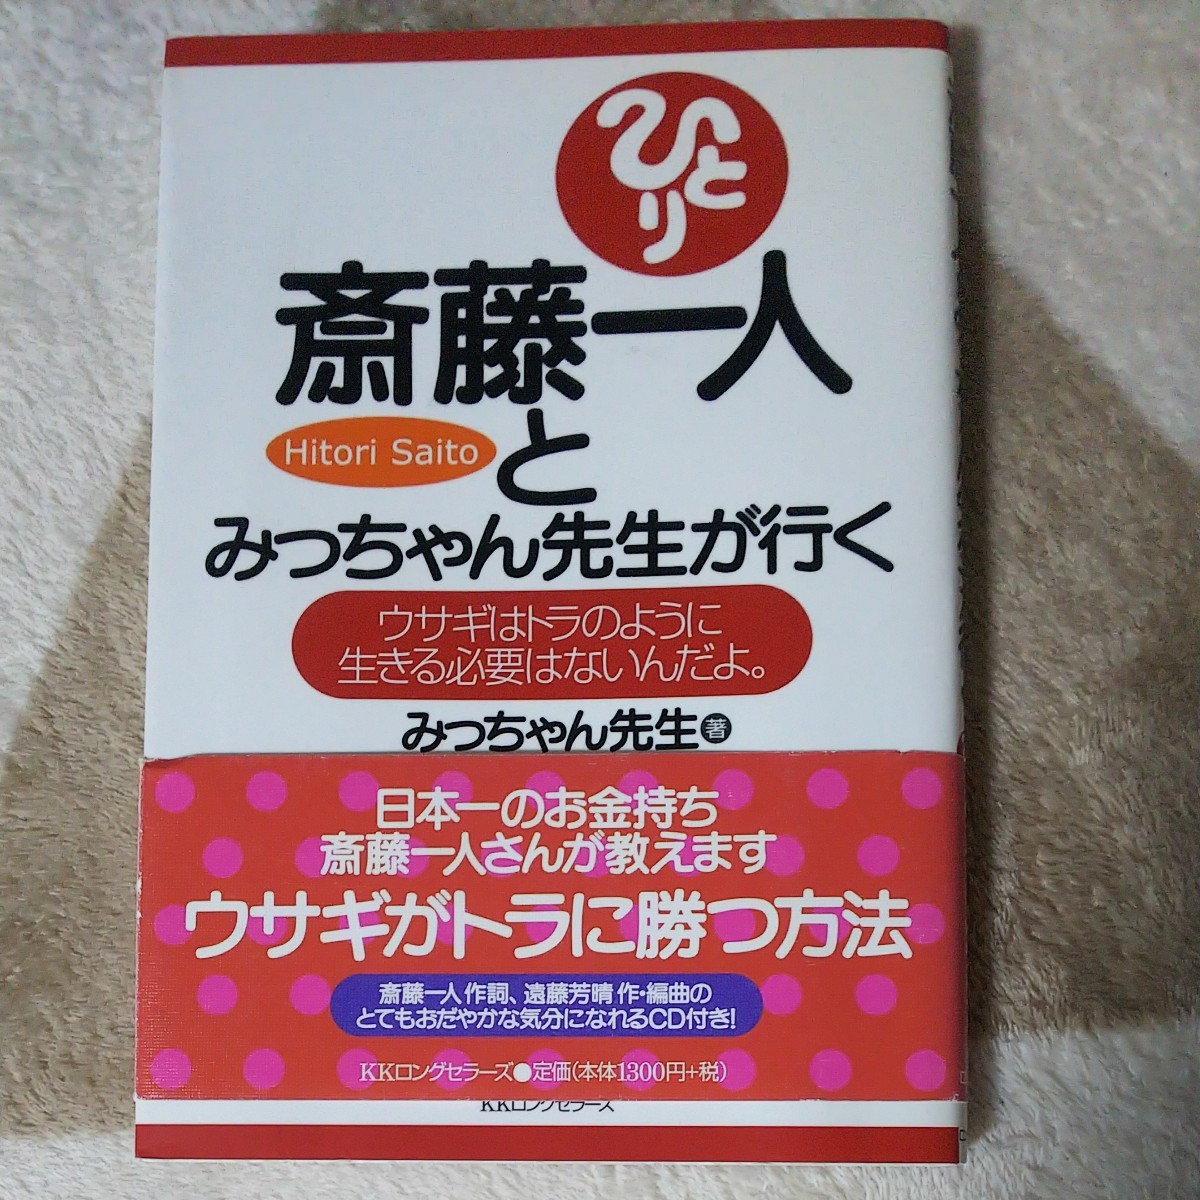 ひとり
斎藤一人
Hitori Saito
と
みっちゃん先生が行く
ウサギはトラのように
生きる必要はないんだよ。
みっちゃん先生 著
日本一のお金持ち
斎藤一人さんが教えます
ウサギがトラに勝つ方法
斎藤一人 作詞、遠藤芳晴 作・編曲の
とてもおだやかな気分になれるCD付き!
KKロングセラーズ●定価(本体1300円+税)
KKロングセラーズ